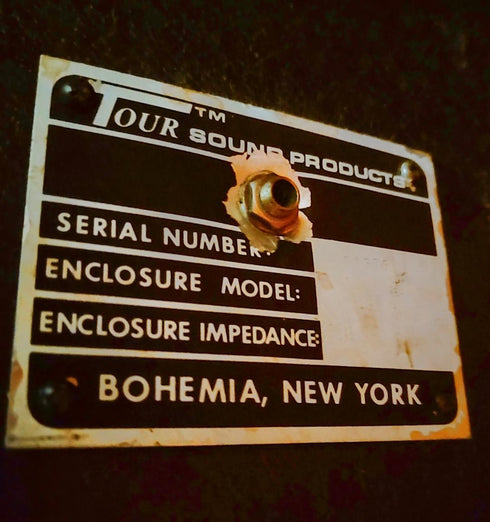 TOUR™ SOUND PRODUCTS
SERIAL NUMBER:
ENCLOSURE MODEL:
ENCLOSURE IMPEDANCE:
BOHEMIA, NEW YORK